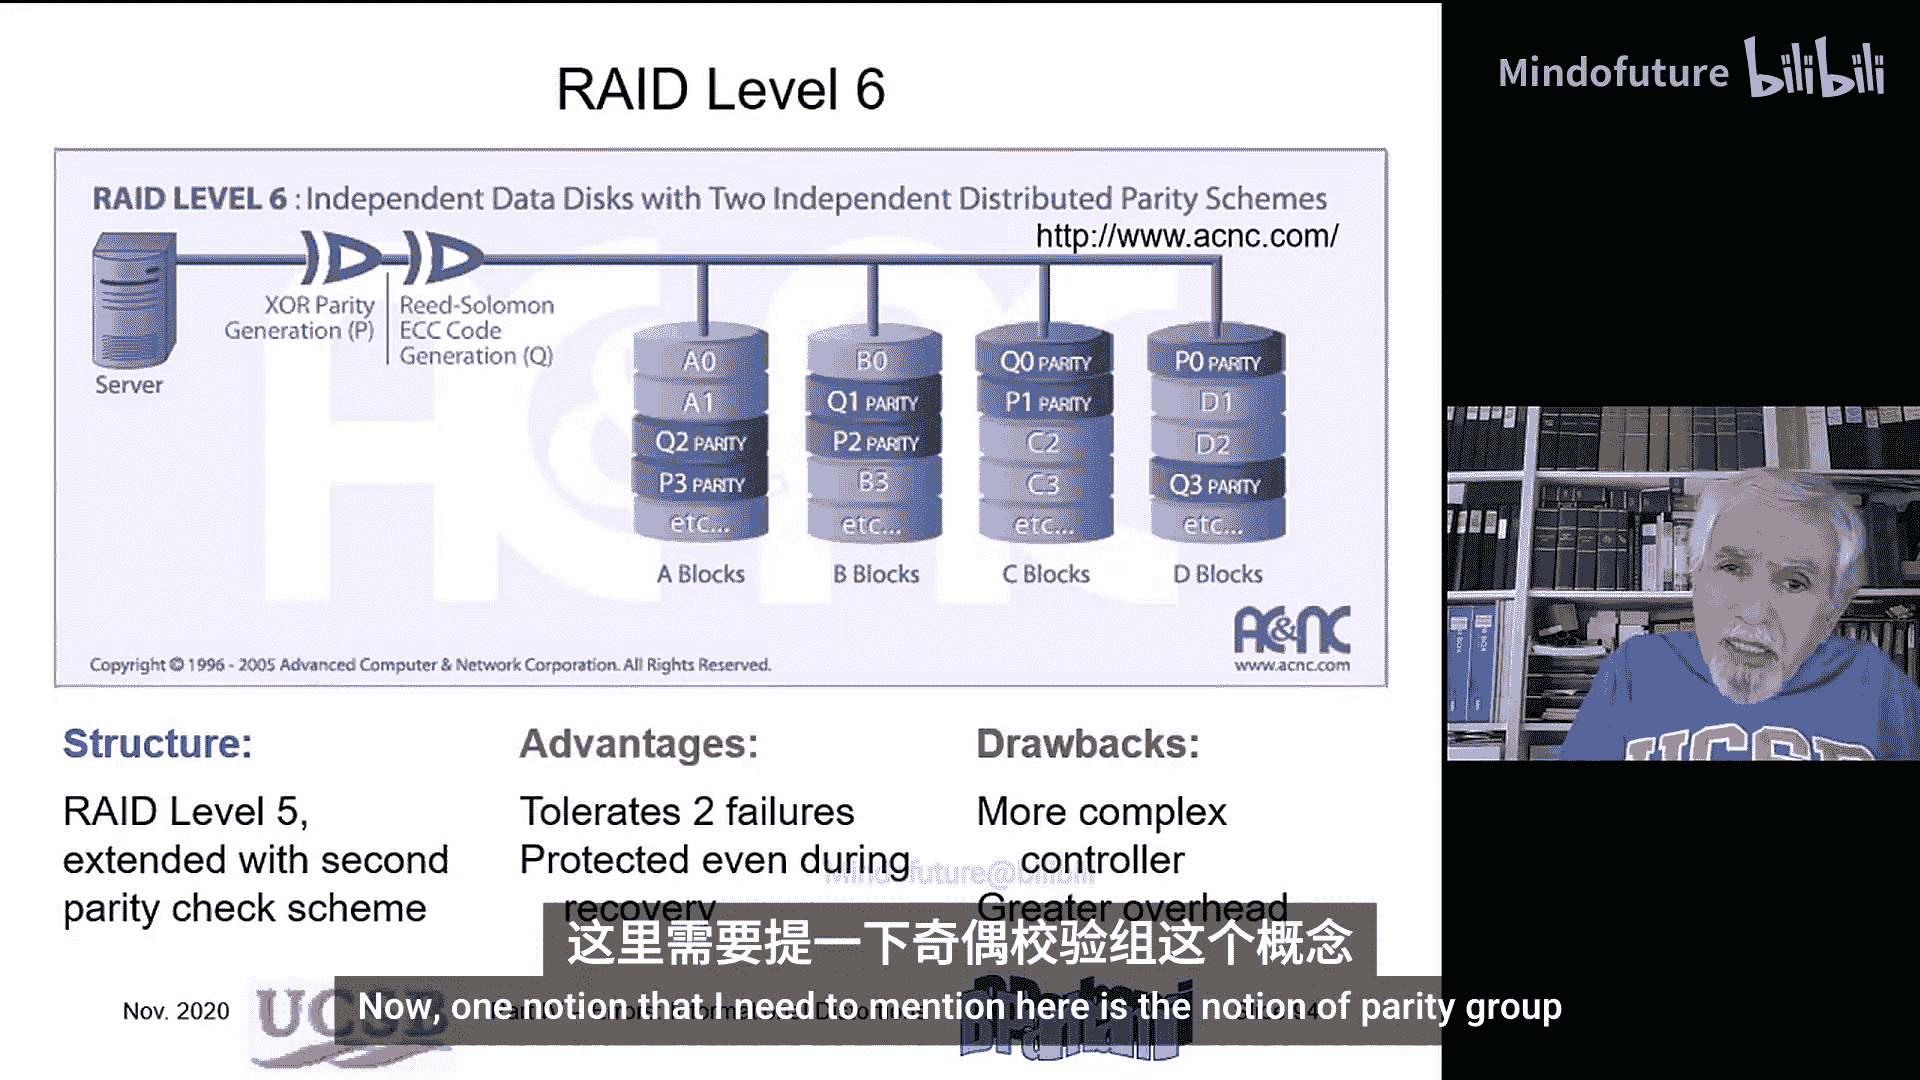 RAID Level 6
Mindofuture bilibili
RAID LEVEL 6 : Independent Data Disks with Two Independent Distributed Parity Schemes
http://www.acnc.com/
XOR Parity
Generation (P)
Reed-Solomon
ECC Code
Generation (Q)
Server
A0 B0 Q0 PARITY P0 PARITY
A1 Q1 PARITY P1 PARITY D1
Q2 PARITY P2 PARITY C2 D2
P3 PARITY B3 C3 Q3 PARITY
etc... etc... etc... etc...
A Blocks B Blocks C Blocks D Blocks
AC&NC
www.acnc.com
Copyright © 1996 - 2005 Advanced Computer & Network Corporation. All Rights Reserved.
Structure:
RAID Level 5,
extended with second
parity check scheme
Advantages:
Tolerates 2 failures
Protected even during
recovery
Drawbacks:
More complex
controller
Greater overhead
Mindofuture@bilibili
这里需要提一下奇偶校验组这个概念
Now, one notion that I need to mention here is the notion of parity group
Nov. 2020
UCSB
B. Parhami
UCSB